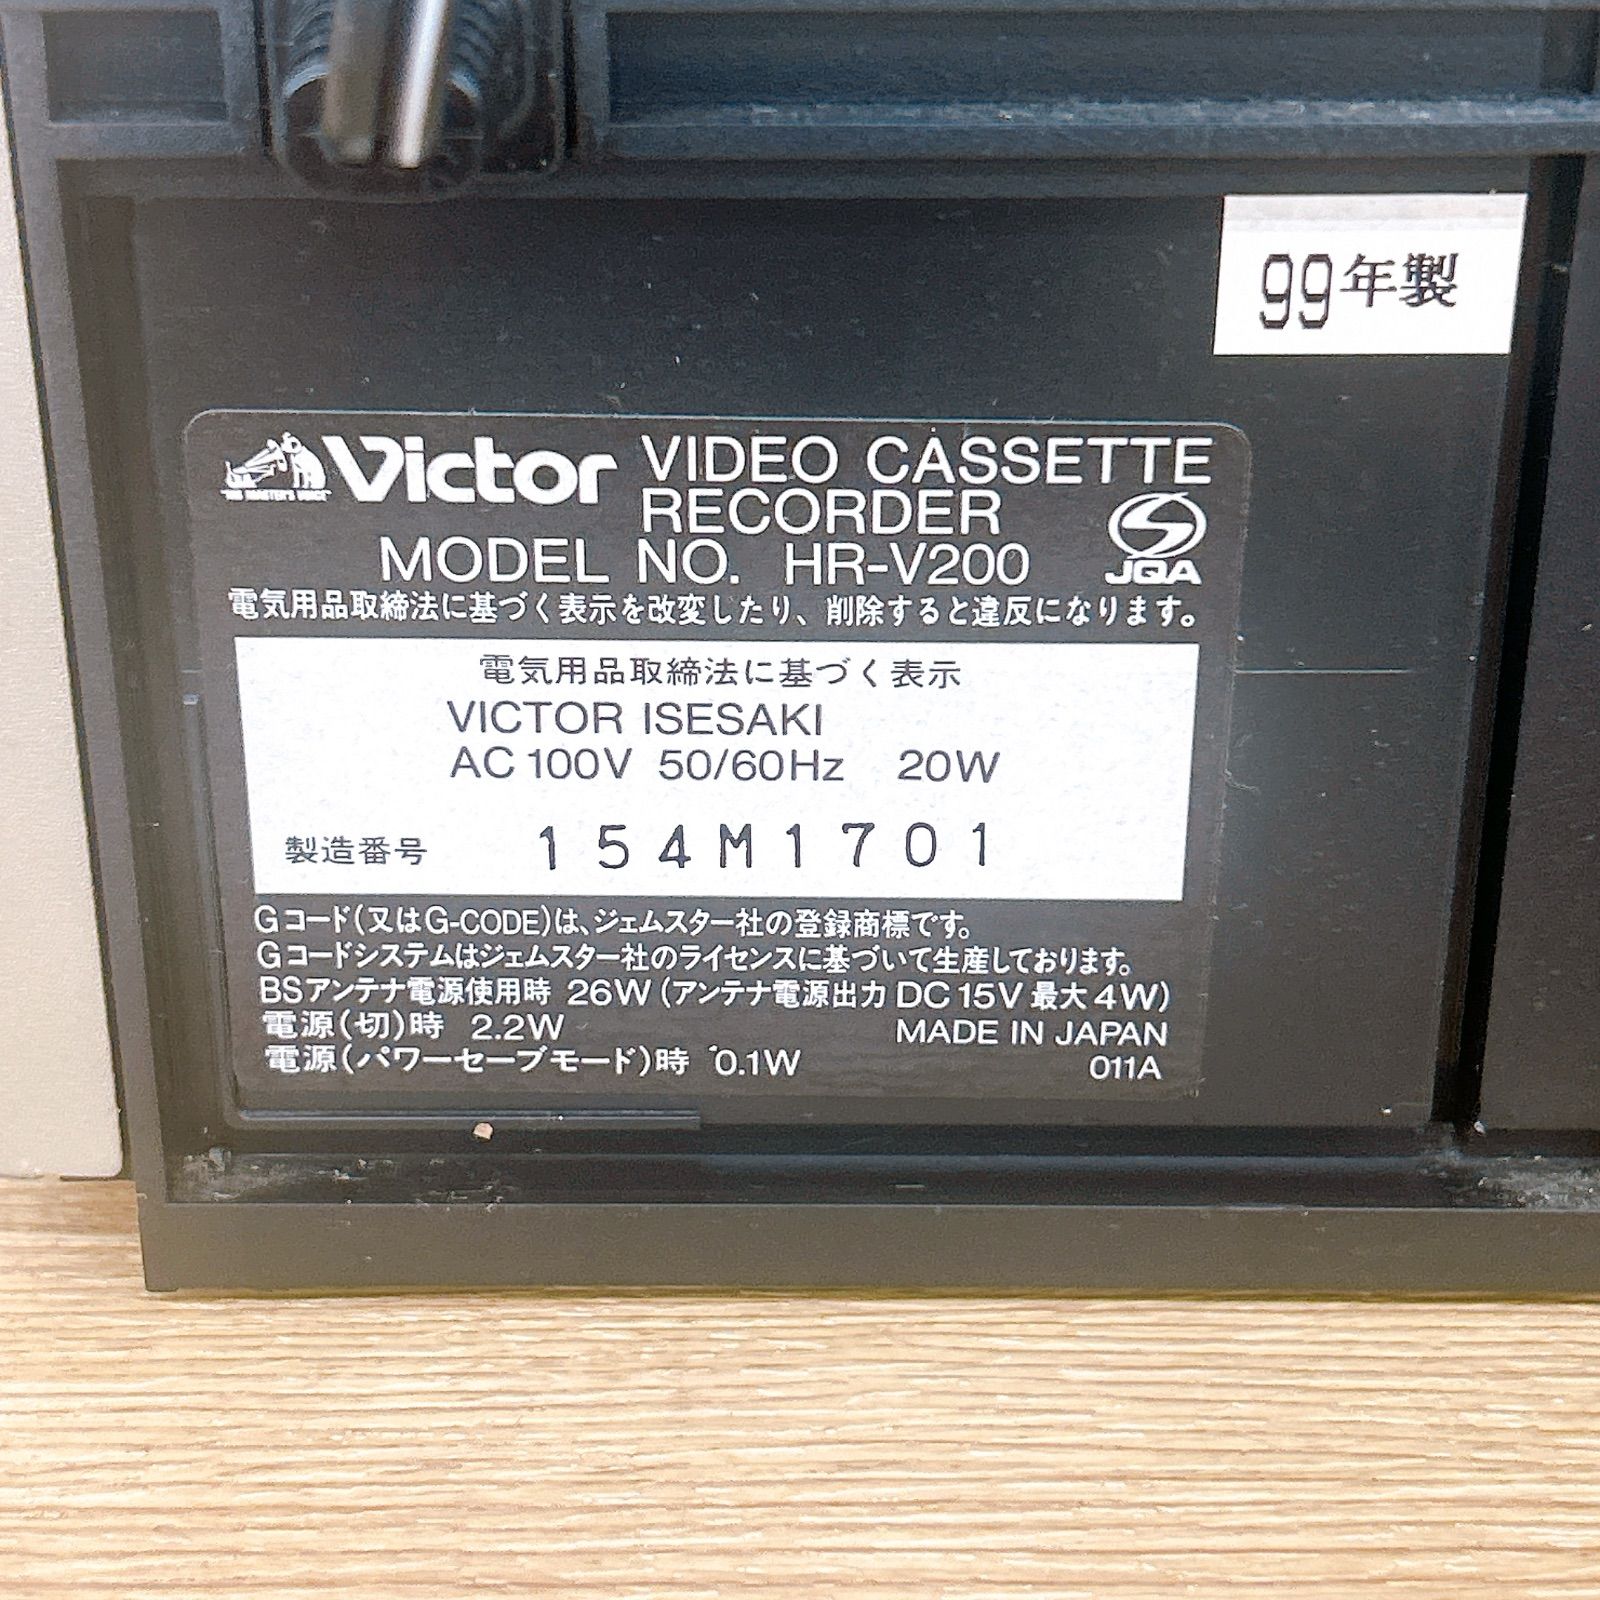 99年製
"HIS MASTER'S VOICE"
Victor VIDEO CASSETTE
RECORDER
MODEL NO. HR-V200
JQA
電気用品取締法に基づく表示を改変したり、削除すると違反になります。
電気用品取締法に基づく表示
VICTOR ISESAKI
AC 100V 50/60Hz 20W
製造番号 154M1701
Gコード(又はG-CODE)は、ジェムスター社の登録商標です。
Gコードシステムはジェムスター社のライセンスに基づいて生産しております。
BSアンテナ電源使用時 26W (アンテナ電源出力 DC 15V 最大 4W)
電源(切)時 2.2W MADE IN JAPAN
電源(パワーセーブモード)時 0.1W 011A